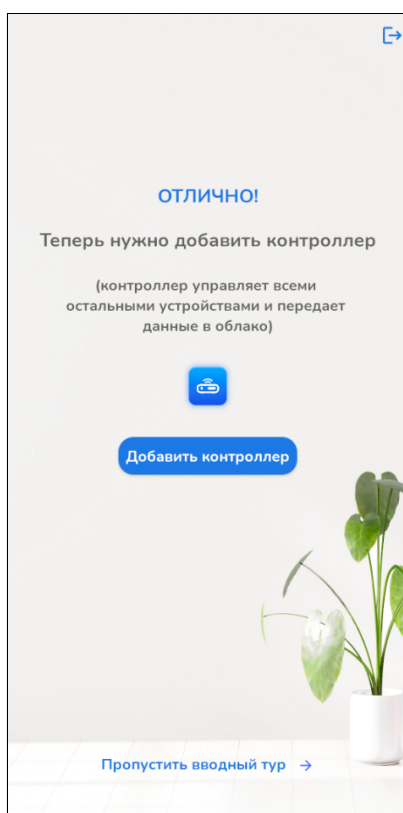 ОТЛИЧНО!
Теперь нужно добавить контроллер
(контроллер управляет всеми
остальными устройствами и передает
данные в облако)
Добавить контроллер
Пропустить вводный тур →